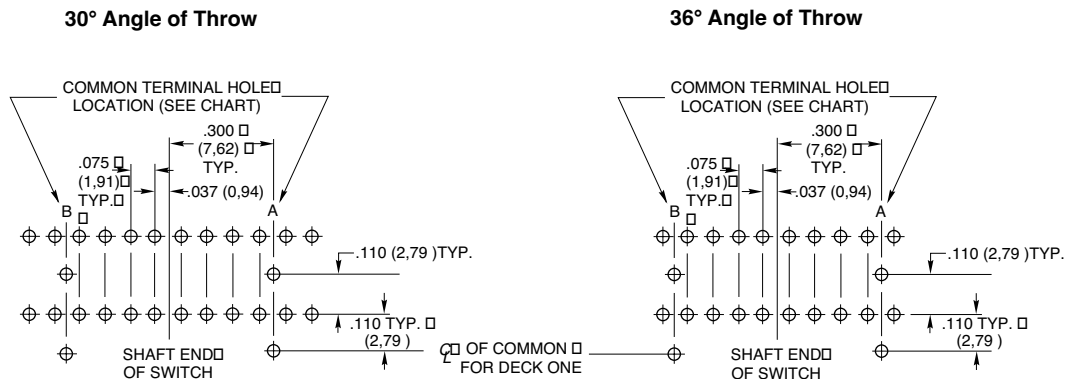 30° Angle of Throw
COMMON TERMINAL HOLE□
LOCATION (SEE CHART)
.300 □
(7,62) □
TYP.
.075 □
(1,91)□
TYP.□
□
.037 (0,94)
B
A
.110 (2,79 )TYP.
.110 TYP. □
(2,79 )
SHAFT END□
OF SWITCH
36° Angle of Throw
COMMON TERMINAL HOLE□
LOCATION (SEE CHART)
.300 □
(7,62) □
TYP.
.075 □
(1,91)□
TYP.□
□
.037 (0,94)
B
A
.110 (2,79 )TYP.
.110 TYP. □
(2,79 )
℄□ OF COMMON □
FOR DECK ONE
SHAFT END□
OF SWITCH